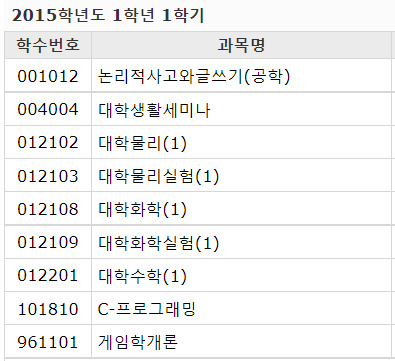 2015학년도 1학년 1학기
학수번호 과목명
001012 논리적사고와글쓰기(공학)
004004 대학생활세미나
012102 대학물리(1)
012103 대학물리실험(1)
012108 대학화학(1)
012109 대학화학실험(1)
012201 대학수학(1)
101810 C-프로그래밍
961101 게임학개론